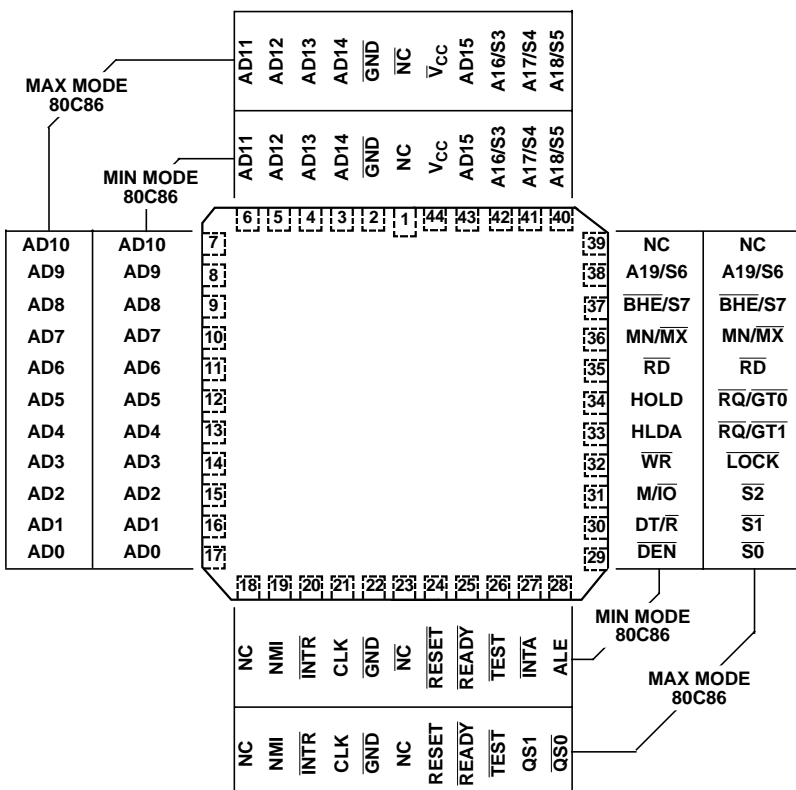 AD11 AD12 AD13 AD14 GND NC VCC AD15 A16/S3 A17/S4 A18/S5
MAX MODE
80C86
AD11 AD12 AD13 AD14 GND NC VCC AD15 A16/S3 A17/S4 A18/S5
MIN MODE
80C86
6 5 4 3 2 1 44 43 42 41 40
AD10 AD10 7 39 NC NC
AD9 AD9 8 38 A19/S6 A19/S6
AD8 AD8 9 37 BHE/S7 BHE/S7
AD7 AD7 10 36 MN/MX MN/MX
AD6 AD6 11 35 RD RD
AD5 AD5 12 34 HOLD RQ/GT0
AD4 AD4 13 33 HLDA RQ/GT1
AD3 AD3 14 32 WR LOCK
AD2 AD2 15 31 M/IO S2
AD1 AD1 16 30 DT/R S1
AD0 AD0 17 29 DEN S0
18 19 20 21 22 23 24 25 26 27 28
NC NMI INTR CLK GND NC RESET READY TEST INTA ALE
MIN MODE
80C86
NC NMI INTR CLK GND NC RESET READY TEST QS1 QS0
MAX MODE
80C86